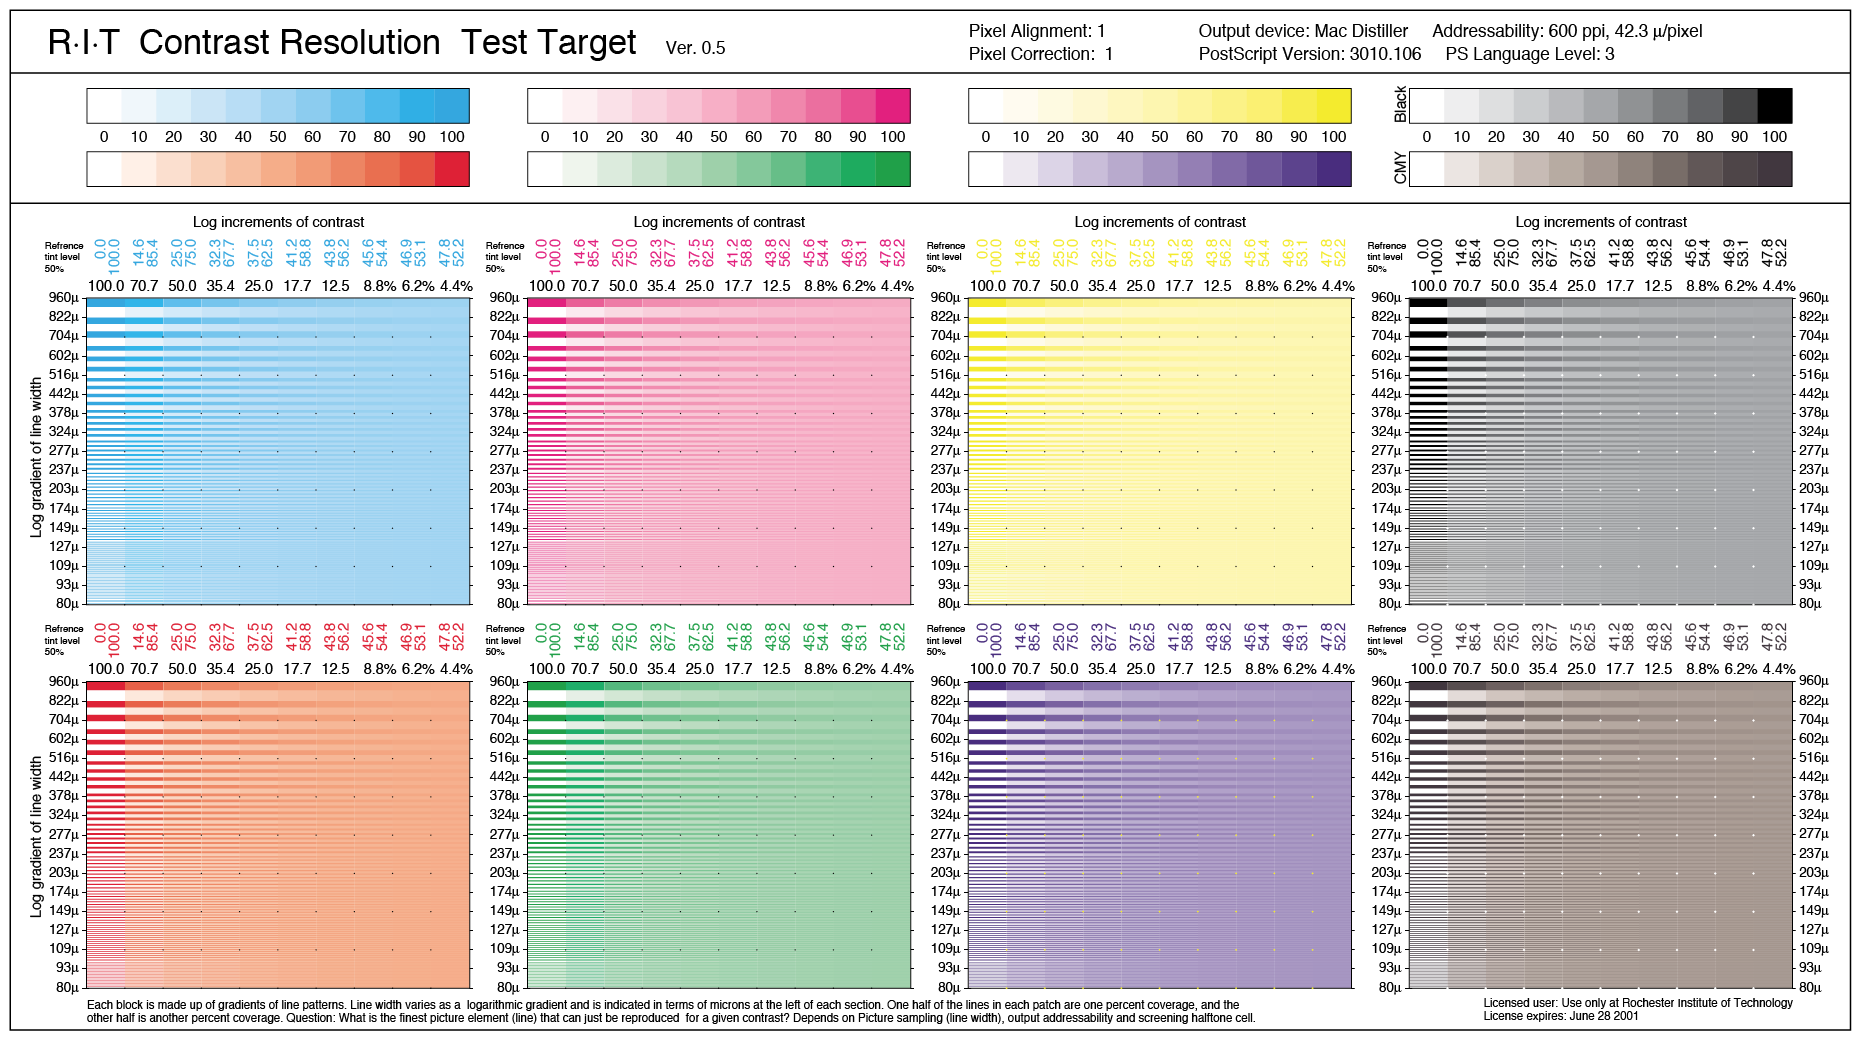 R·I·T Contrast Resolution Test Target Ver. 0.5
Pixel Alignment: 1 Output device: Mac Distiller Addressability: 600 ppi, 42.3 µ/pixel
Pixel Correction: 1 PostScript Version: 3010.106 PS Language Level: 3
Black
0 10 20 30 40 50 60 70 80 90 100 0 10 20 30 40 50 60 70 80 90 100 0 10 20 30 40 50 60 70 80 90 100 0 10 20 30 40 50 60 70 80 90 100
CMY
Log increments of contrast Log increments of contrast Log increments of contrast Log increments of contrast
Refrence tint level 50% 0.0 100.0 14.6 85.4 25.0 75.0 32.3 67.7 37.5 62.5 41.2 58.8 43.8 56.2 45.6 54.4 46.9 53.1 47.8 52.2
Refrence tint level 50% 0.0 100.0 14.6 85.4 25.0 75.0 32.3 67.7 37.5 62.5 41.2 58.8 43.8 56.2 45.6 54.4 46.9 53.1 47.8 52.2
Refrence tint level 50% 0.0 100.0 14.6 85.4 25.0 75.0 32.3 67.7 37.5 62.5 41.2 58.8 43.8 56.2 45.6 54.4 46.9 53.1 47.8 52.2
Refrence tint level 50% 0.0 100.0 14.6 85.4 25.0 75.0 32.3 67.7 37.5 62.5 41.2 58.8 43.8 56.2 45.6 54.4 46.9 53.1 47.8 52.2
100.0 70.7 50.0 35.4 25.0 17.7 12.5 8.8% 6.2% 4.4% 100.0 70.7 50.0 35.4 25.0 17.7 12.5 8.8% 6.2% 4.4% 100.0 70.7 50.0 35.4 25.0 17.7 12.5 8.8% 6.2% 4.4% 100.0 70.7 50.0 35.4 25.0 17.7 12.5 8.8% 6.2% 4.4%
Log gradient of line width
960µ 960µ 960µ 960µ 960µ
822µ 822µ 822µ 822µ 822µ
704µ 704µ 704µ 704µ 704µ
602µ 602µ 602µ 602µ 602µ
516µ 516µ 516µ 516µ 516µ
442µ 442µ 442µ 442µ 442µ
378µ 378µ 378µ 378µ 378µ
324µ 324µ 324µ 324µ 324µ
277µ 277µ 277µ 277µ 277µ
237µ 237µ 237µ 237µ 237µ
203µ 203µ 203µ 203µ 203µ
174µ 174µ 174µ 174µ 174µ
149µ 149µ 149µ 149µ 149µ
127µ 127µ 127µ 127µ 127µ
109µ 109µ 109µ 109µ 109µ
93µ 93µ 93µ 93µ 93µ
80µ 80µ 80µ 80µ 80µ
Refrence tint level 50% 0.0 100.0 14.6 85.4 25.0 75.0 32.3 67.7 37.5 62.5 41.2 58.8 43.8 56.2 45.6 54.4 46.9 53.1 47.8 52.2
Refrence tint level 50% 0.0 100.0 14.6 85.4 25.0 75.0 32.3 67.7 37.5 62.5 41.2 58.8 43.8 56.2 45.6 54.4 46.9 53.1 47.8 52.2
Refrence tint level 50% 0.0 100.0 14.6 85.4 25.0 75.0 32.3 67.7 37.5 62.5 41.2 58.8 43.8 56.2 45.6 54.4 46.9 53.1 47.8 52.2
Refrence tint level 50% 0.0 100.0 14.6 85.4 25.0 75.0 32.3 67.7 37.5 62.5 41.2 58.8 43.8 56.2 45.6 54.4 46.9 53.1 47.8 52.2
100.0 70.7 50.0 35.4 25.0 17.7 12.5 8.8% 6.2% 4.4% 100.0 70.7 50.0 35.4 25.0 17.7 12.5 8.8% 6.2% 4.4% 100.0 70.7 50.0 35.4 25.0 17.7 12.5 8.8% 6.2% 4.4% 100.0 70.7 50.0 35.4 25.0 17.7 12.5 8.8% 6.2% 4.4%
Log gradient of line width
960µ 960µ 960µ 960µ 960µ
822µ 822µ 822µ 822µ 822µ
704µ 704µ 704µ 704µ 704µ
602µ 602µ 602µ 602µ 602µ
516µ 516µ 516µ 516µ 516µ
442µ 442µ 442µ 442µ 442µ
378µ 378µ 378µ 378µ 378µ
324µ 324µ 324µ 324µ 324µ
277µ 277µ 277µ 277µ 277µ
237µ 237µ 237µ 237µ 237µ
203µ 203µ 203µ 203µ 203µ
174µ 174µ 174µ 174µ 174µ
149µ 149µ 149µ 149µ 149µ
127µ 127µ 127µ 127µ 127µ
109µ 109µ 109µ 109µ 109µ
93µ 93µ 93µ 93µ 93µ
80µ 80µ 80µ 80µ 80µ
Each block is made up of gradients of line patterns. Line width varies as a logarithmic gradient and is indicated in terms of microns at the left of each section. One half of the lines in each patch are one percent coverage, and the
other half is another percent coverage. Question: What is the finest picture element (line) that can just be reproduced for a given contrast? Depends on Picture sampling (line width), output addressability and screening halftone cell.
Licensed user: Use only at Rochester Institute of Technology
License expires: June 28 2001